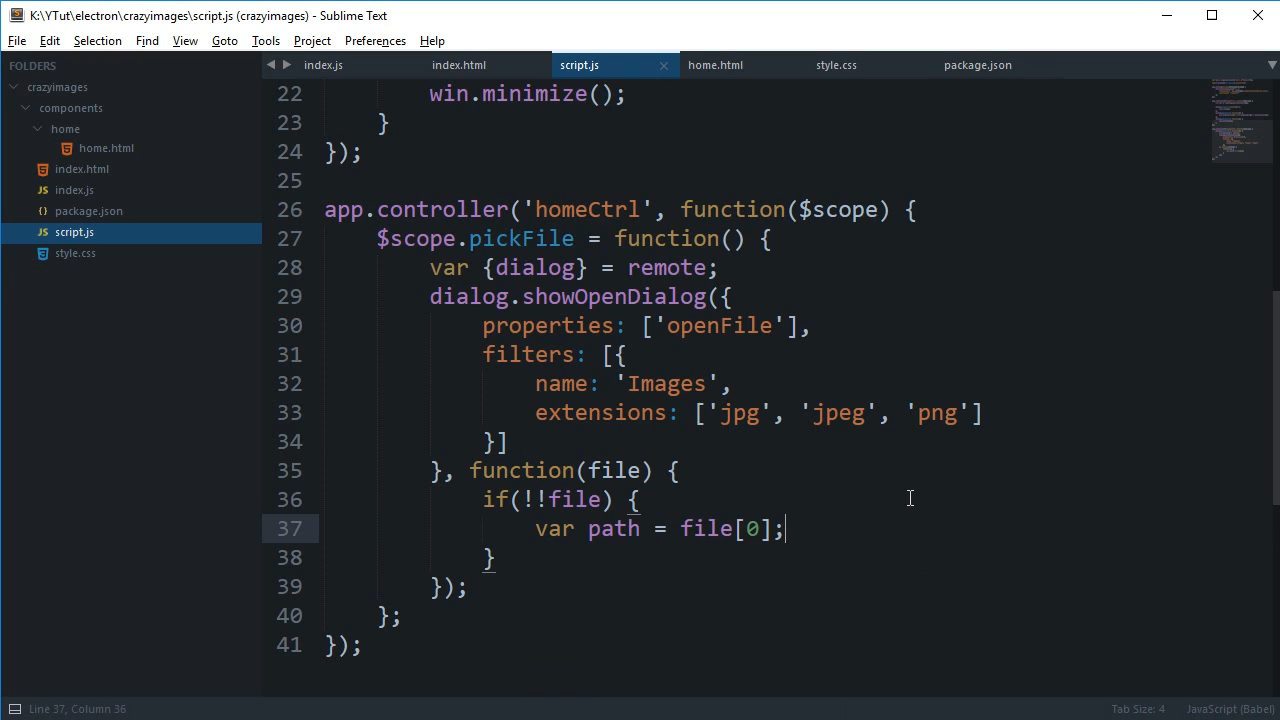 K:\YTut\electron\crazyimages\script.js (crazyimages) - Sublime Text
File Edit Selection Find View Goto Tools Project Preferences Help
FOLDERS
crazyimages
components
home
home.html
index.html
index.js
package.json
script.js
style.css
index.js index.html script.js home.html style.css package.json
22 win.minimize();
23 }
24 });
25
26 app.controller('homeCtrl', function($scope) {
27 $scope.pickFile = function() {
28 var {dialog} = remote;
29 dialog.showOpenDialog({
30 properties: ['openFile'],
31 filters: [{
32 name: 'Images',
33 extensions: ['jpg', 'jpeg', 'png']
34 }]
35 }, function(file) {
36 if(!!file) {
37 var path = file[0];
38 }
39 });
40 };
41 });
Line 37, Column 36
Tab Size: 4 JavaScript (Babel)